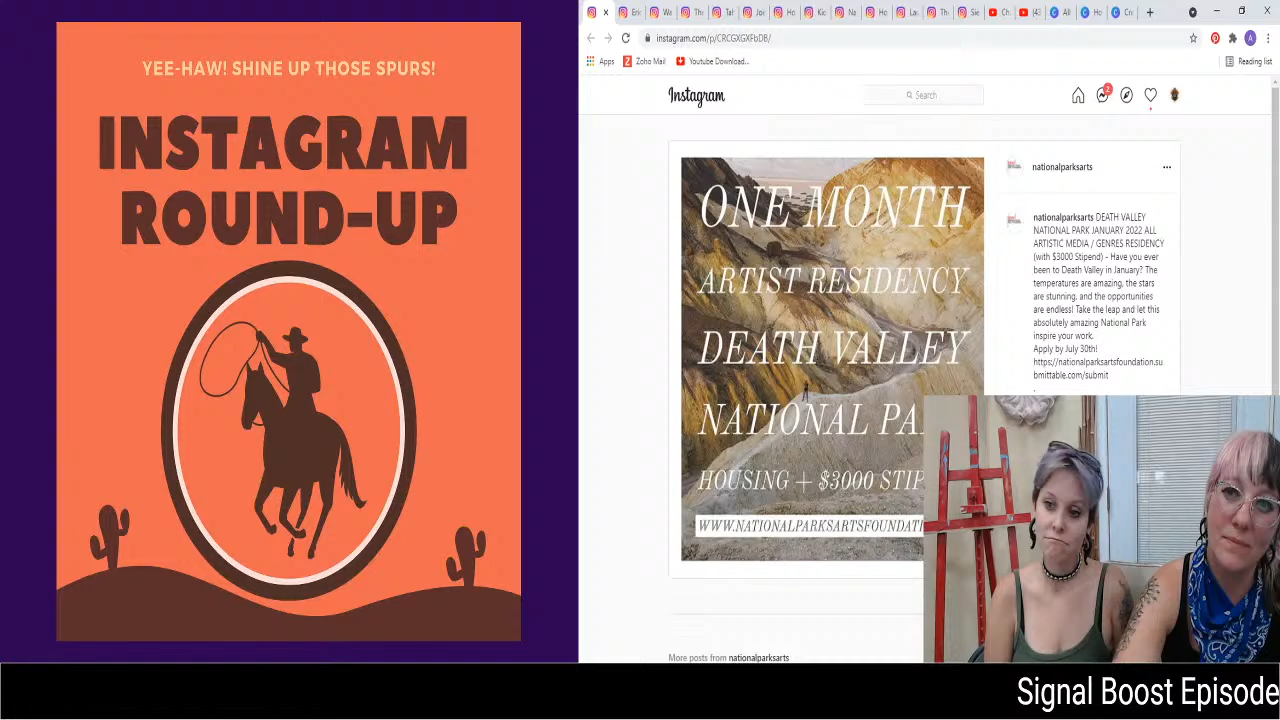 YEE-HAW! SHINE UP THOSE SPURS!
INSTAGRAM
ROUND-UP
instagram.com/p/CRCGXGXFbDB/
Apps
Zoho Mail
Youtube Download...
Reading list
Instagram
Search
2
ONE MONTH
ARTIST RESIDENCY
DEATH VALLEY
NATIONAL PA
HOUSING + $3000 STIP
WWW.NATIONALPARKSARTSFOUNDATI
nationalparksarts
nationalparksarts DEATH VALLEY
NATIONAL PARK JANUARY 2022 ALL
ARTISTIC MEDIA / GENRES RESIDENCY
(with $3000 Stipend) - Have you ever
been to Death Valley in January? The
temperatures are amazing, the stars
are stunning, and the opportunities
are endless! Take the leap and let this
absolutely amazing National Park
inspire your work.
Apply by July 30th!
https://nationalparksfoundation.su
bmittable.com/submit
.
More posts from nationalparksarts
Signal Boost Episode